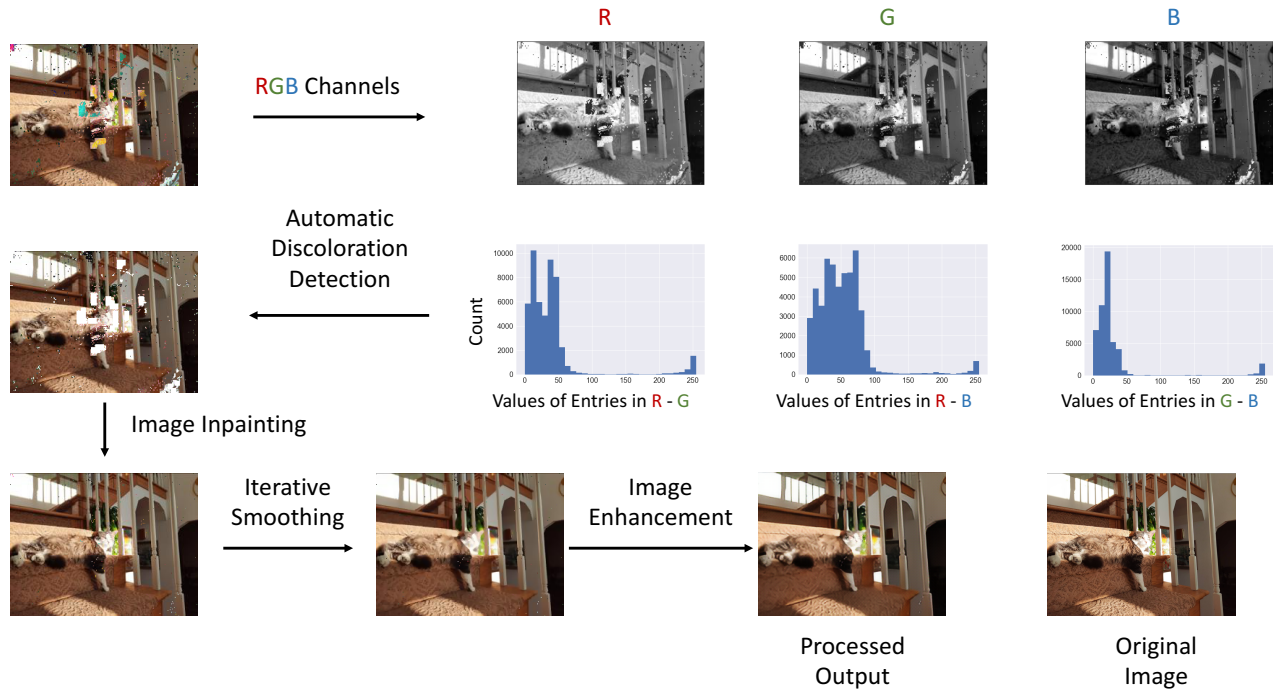 R
G
B
RGB Channels
Automatic
Discoloration
Detection
Count
10000
8000
6000
4000
2000
0
0
50
100
150
200
250
Values of Entries in R - G
6000
5000
4000
3000
2000
1000
0
0
50
100
150
200
250
Values of Entries in R - B
20000
15000
10000
5000
0
0
50
100
150
200
250
Values of Entries in G - B
Image Inpainting
Iterative
Smoothing
Image
Enhancement
Processed
Output
Original
Image